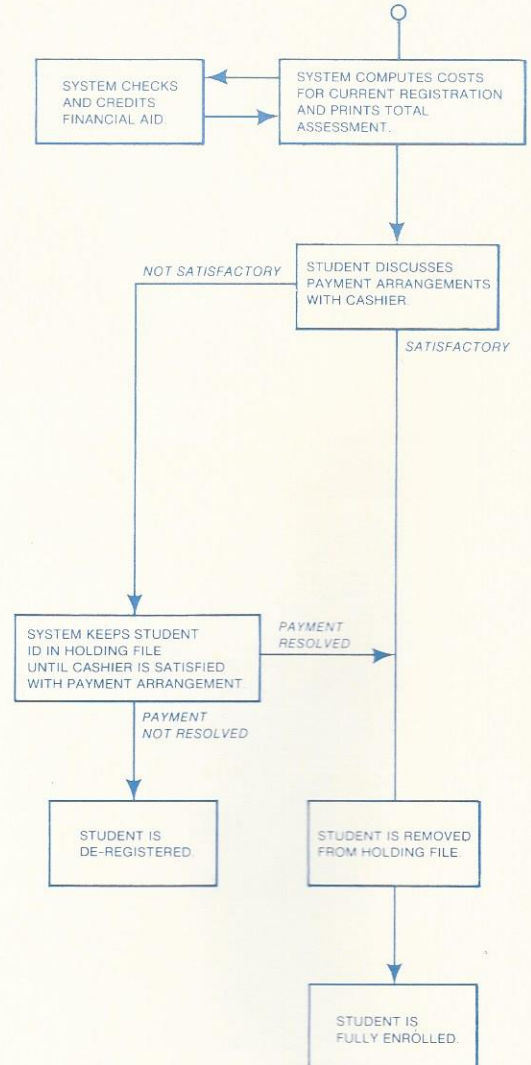 SYSTEM CHECKS
AND CREDITS
FINANCIAL AID.
SYSTEM COMPUTES COSTS
FOR CURRENT REGISTRATION
AND PRINTS TOTAL
ASSESSMENT.
NOT SATISFACTORY
STUDENT DISCUSSES
PAYMENT ARRANGEMENTS
WITH CASHIER.
SATISFACTORY
SYSTEM KEEPS STUDENT
ID IN HOLDING FILE
UNTIL CASHIER IS SATISFIED
WITH PAYMENT ARRANGEMENT.
PAYMENT
RESOLVED
PAYMENT
NOT RESOLVED
STUDENT IS
DE-REGISTERED.
STUDENT IS REMOVED
FROM HOLDING FILE.
STUDENT IS
FULLY ENROLLED.